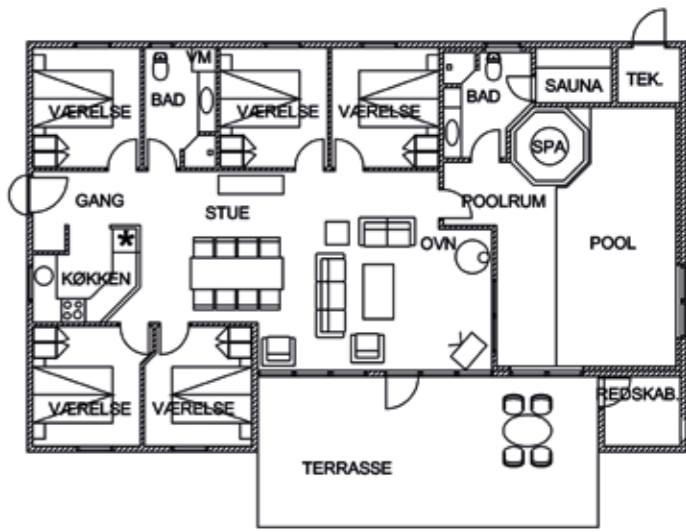 VM
SAUNA
TEK.
VÆRELSE
BAD
VÆRELSE
VÆRELSE
BAD
SPA
GANG
STUE
POOLRUM
OVN
POOL
KØKKEN
VÆRELSE
VÆRELSE
REDSKAB.
TERRASSE